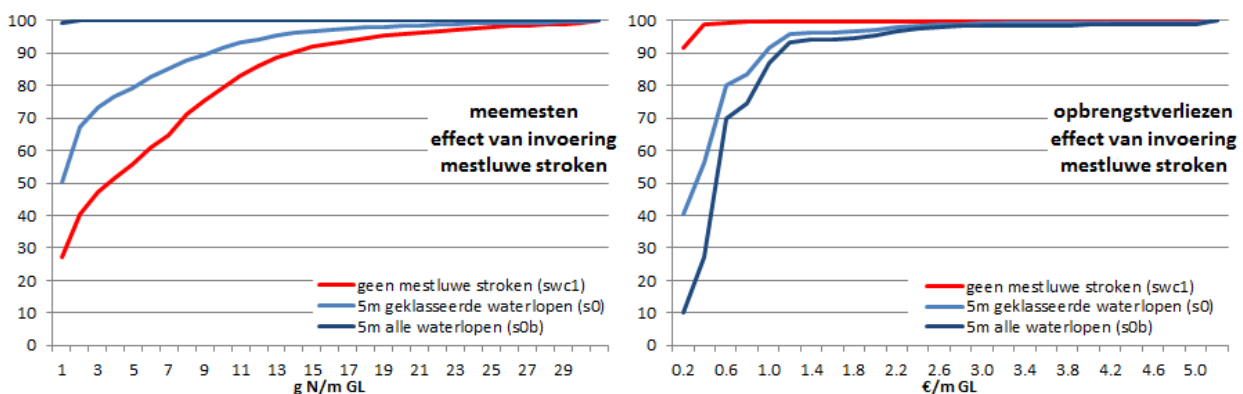 100
90
80
70
60
50
40
30
20
10
0
meemesten
effect van invoering
mestluwe stroken
geen mestluwe stroken (swc1)
5m geklasseerde waterlopen (s0)
5m alle waterlopen (s0b)
1 3 5 7 9 11 13 15 17 19 21 23 25 27 29
g N/m GL
100
90
80
70
60
50
40
30
20
10
0
opbrengstverliezen
effect van invoering
mestluwe stroken
geen mestluwe stroken (swc1)
5m geklasseerde waterlopen (s0)
5m alle waterlopen (s0b)
0.2 0.6 1.0 1.4 1.8 2.2 2.6 3.0 3.4 3.8 4.2 4.6 5.0
€/m GL